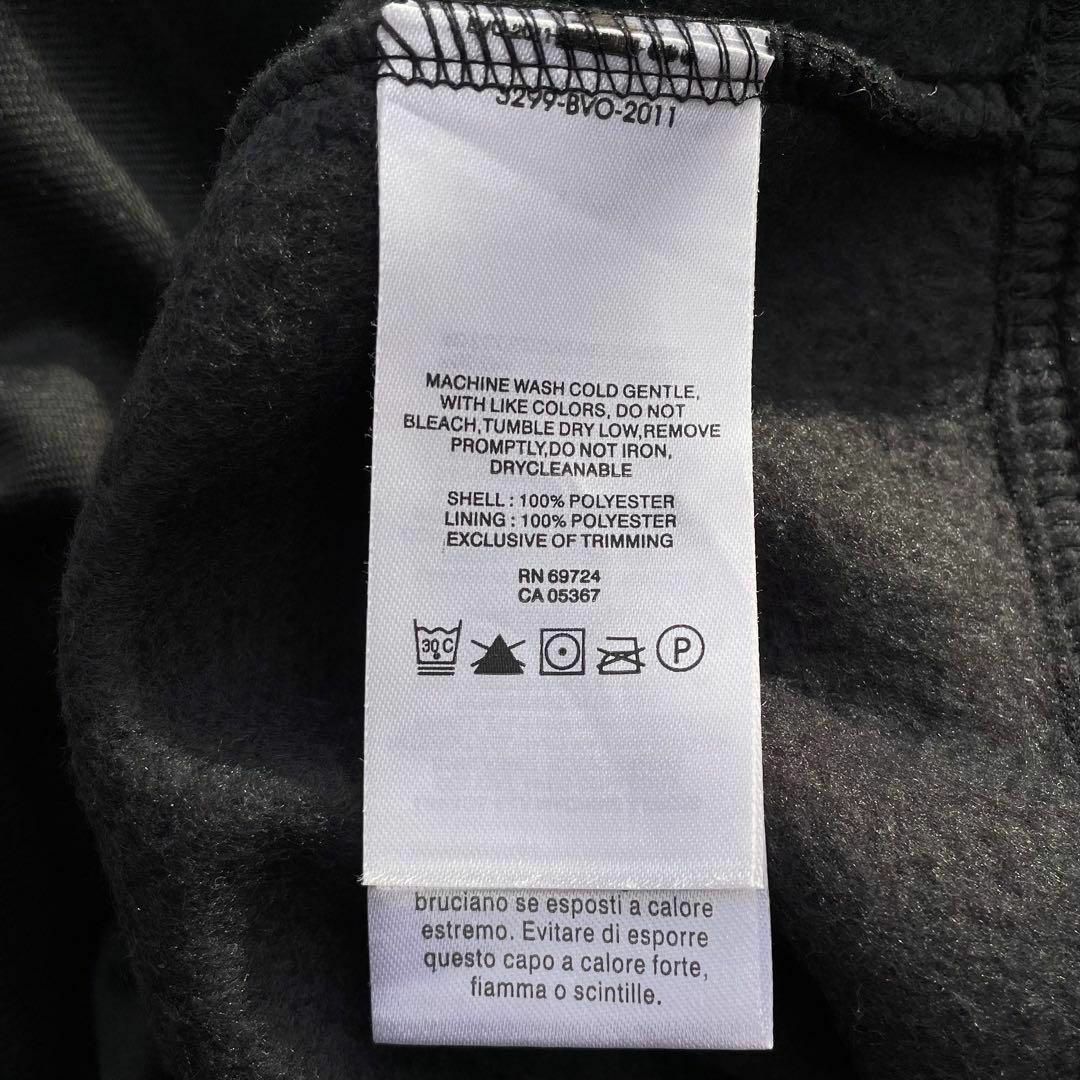 3299-BVO-2011
MACHINE WASH COLD GENTLE,
WITH LIKE COLORS, DO NOT
BLEACH,TUMBLE DRY LOW,REMOVE
PROMPTLY,DO NOT IRON,
DRYCLEANABLE
SHELL : 100% POLYESTER
LINING : 100% POLYESTER
EXCLUSIVE OF TRIMMING
RN 69724
CA 05367
30 C
P
bruciano se esposti a calore
estremo. Evitare di esporre
questo capo a calore forte,
fiamma o scintille.